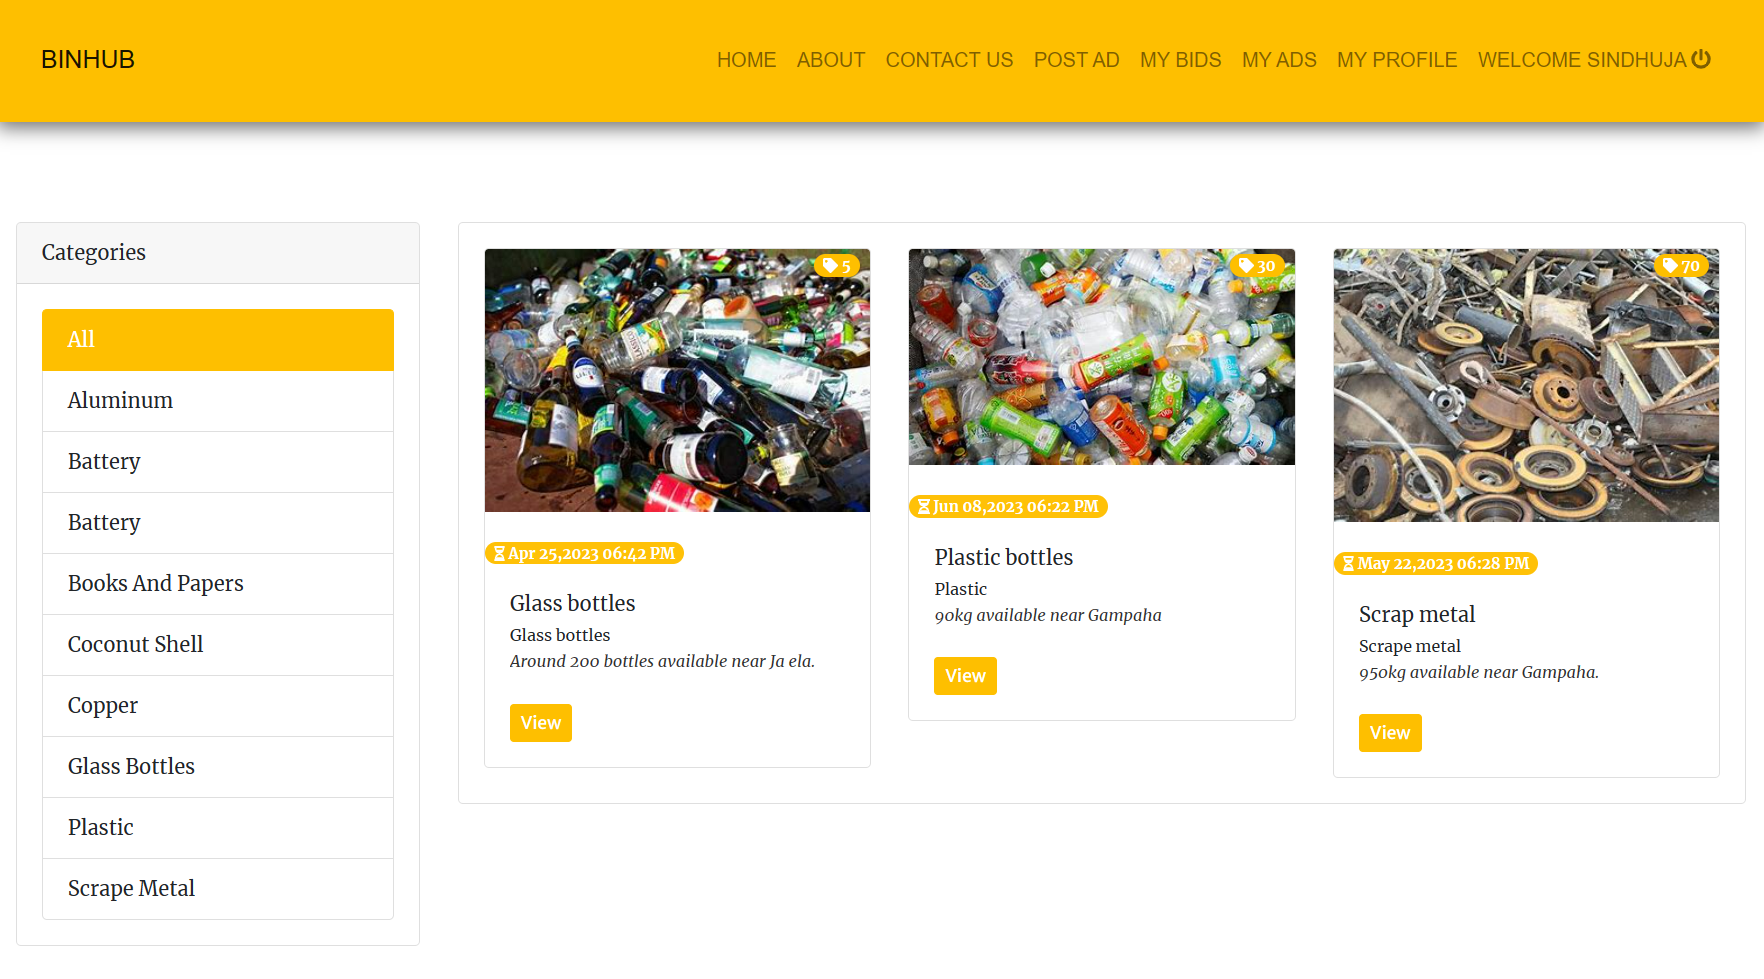 BINHUB
HOME ABOUT CONTACT US POST AD MY BIDS MY ADS MY PROFILE WELCOME SINDHUJA
Categories
All
Aluminum
Battery
Battery
Books And Papers
Coconut Shell
Copper
Glass Bottles
Plastic
Scrape Metal
5
Apr 25,2023 06:42 PM
Glass bottles
Glass bottles
Around 200 bottles available near Ja ela.
View
30
Jun 08,2023 06:22 PM
Plastic bottles
Plastic
90kg available near Gampaha
View
70
May 22,2023 06:28 PM
Scrap metal
Scrape metal
950kg available near Gampaha.
View